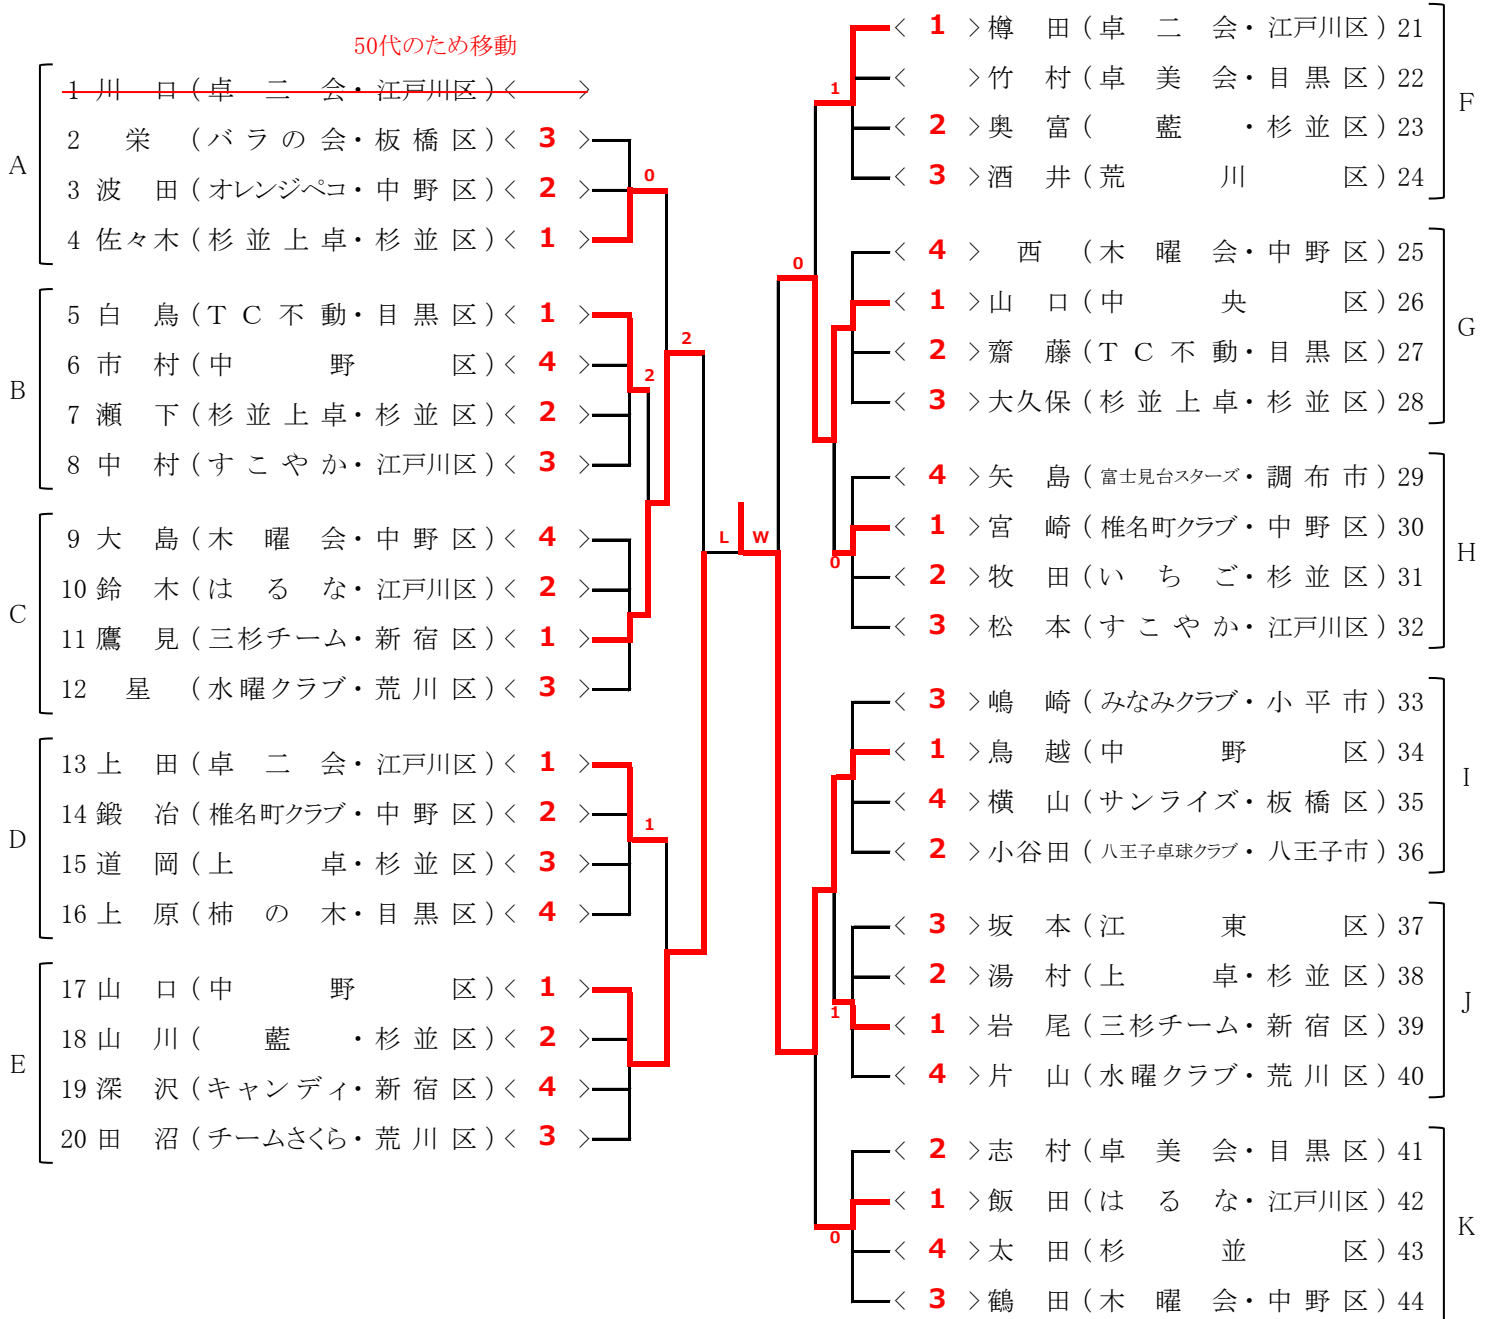 50代のため移動
A
1 川 口 (卓 二 会・江戸川区) < >
2 栄 (バラの会・板橋区) < 3 >
3 波 田 (オレンジペコ・中野区) < 2 >
4 佐々木 (杉並上卓・杉並区) < 1 >
0
B
5 白 鳥 (TC不動・目黒区) < 1 >
6 市 村 (中 野 区) < 4 >
7 瀬 下 (杉並上卓・杉並区) < 2 >
8 中 村 (すこやか・江戸川区) < 3 >
2
2
C
9 大 島 (木 曜 会・中野区) < 4 >
10 鈴 木 (は る な・江戸川区) < 2 >
11 鷹 見 (三杉チーム・新宿区) < 1 >
12 星 (水曜クラブ・荒川区) < 3 >
L W
D
13 上 田 (卓 二 会・江戸川区) < 1 >
14 鍛 冶 (椎名町クラブ・中野区) < 2 >
15 道 岡 (上 卓・杉並区) < 3 >
16 上 原 (柿 の 木・目黒区) < 4 >
1
E
17 山 口 (中 野 区) < 1 >
18 山 川 ( 藍 ・杉並区) < 2 >
19 深 沢 (キャンディ・新宿区) < 4 >
20 田 沼 (チームさくら・荒川区) < 3 >
F
< 1 > 樽 田 (卓 二 会・江戸川区) 21
< > 竹 村 (卓 美 会・目黒区) 22
< 2 > 奥 富 ( 藍 ・杉並区) 23
< 3 > 酒 井 (荒 川 区) 24
1
G
< 4 > 西 (木 曜 会・中野区) 25
< 1 > 山 口 (中 央 区) 26
< 2 > 齋 藤 (TC不動・目黒区) 27
< 3 > 大久保 (杉並上卓・杉並区) 28
0
H
< 4 > 矢 島 (富士見台スターズ・調布市) 29
< 1 > 宮 崎 (椎名町クラブ・中野区) 30
< 2 > 牧 田 (い ち ご・杉並区) 31
< 3 > 松 本 (すこやか・江戸川区) 32
0
I
< 3 > 嶋 崎 (みなみクラブ・小平市) 33
< 1 > 鳥 越 (中 野 区) 34
< 4 > 横 山 (サンライズ・板橋区) 35
< 2 > 小谷田 (八王子卓球クラブ・八王子市) 36
J
< 3 > 坂 本 (江 東 区) 37
< 2 > 湯 村 (上 卓・杉並区) 38
< 1 > 岩 尾 (三杉チーム・新宿区) 39
< 4 > 片 山 (水曜クラブ・荒川区) 40
1
K
< 2 > 志 村 (卓 美 会・目黒区) 41
< 1 > 飯 田 (は る な・江戸川区) 42
< 4 > 太 田 (杉 並 区) 43
< 3 > 鶴 田 (木 曜 会・中野区) 44
0